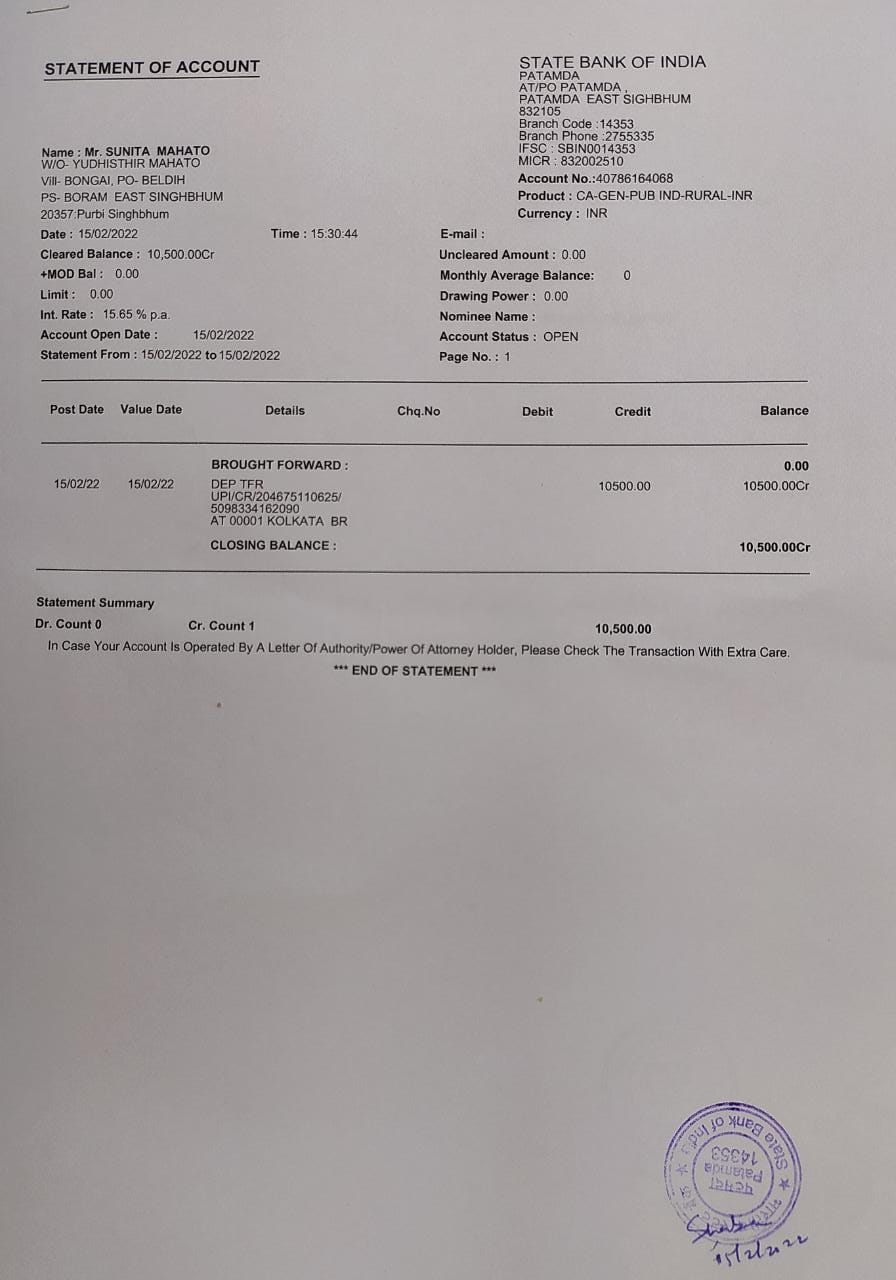 STATEMENT OF ACCOUNT
STATE BANK OF INDIA
PATAMDA
AT/PO PATAMDA ,
PATAMDA EAST SIGHBHUM
832105
Branch Code :14353
Branch Phone :2755335
IFSC : SBIN0014353
MICR : 832002510
Account No.:40786164068
Product : CA-GEN-PUB IND-RURAL-INR
Currency : INR
Name : Mr. SUNITA MAHATO
W/O- YUDHISTHIR MAHATO
Vill- BONGAI, PO- BELDIH
PS- BORAM EAST SINGHBHUM
20357:Purbi Singhbhum
Date : 15/02/2022 Time : 15:30:44 E-mail :
Cleared Balance : 10,500.00Cr Uncleared Amount : 0.00
+MOD Bal : 0.00 Monthly Average Balance: 0
Limit : 0.00 Drawing Power : 0.00
Int. Rate : 15.65 % p.a. Nominee Name :
Account Open Date : 15/02/2022 Account Status : OPEN
Statement From : 15/02/2022 to 15/02/2022 Page No. : 1
Post Date Value Date Details Chq.No Debit Credit Balance
BROUGHT FORWARD : 0.00
15/02/22 15/02/22 DEP TFR 10500.00 10500.00Cr
UPI/CR/204675110625/
5098334162090
AT 00001 KOLKATA BR
CLOSING BALANCE : 10,500.00Cr
Statement Summary
Dr. Count 0 Cr. Count 1 10,500.00
In Case Your Account Is Operated By A Letter Of Authority/Power Of Attorney Holder, Please Check The Transaction With Extra Care.
*** END OF STATEMENT ***
State Bank of India
पटमदा
Patamda
14353
15/2/2022